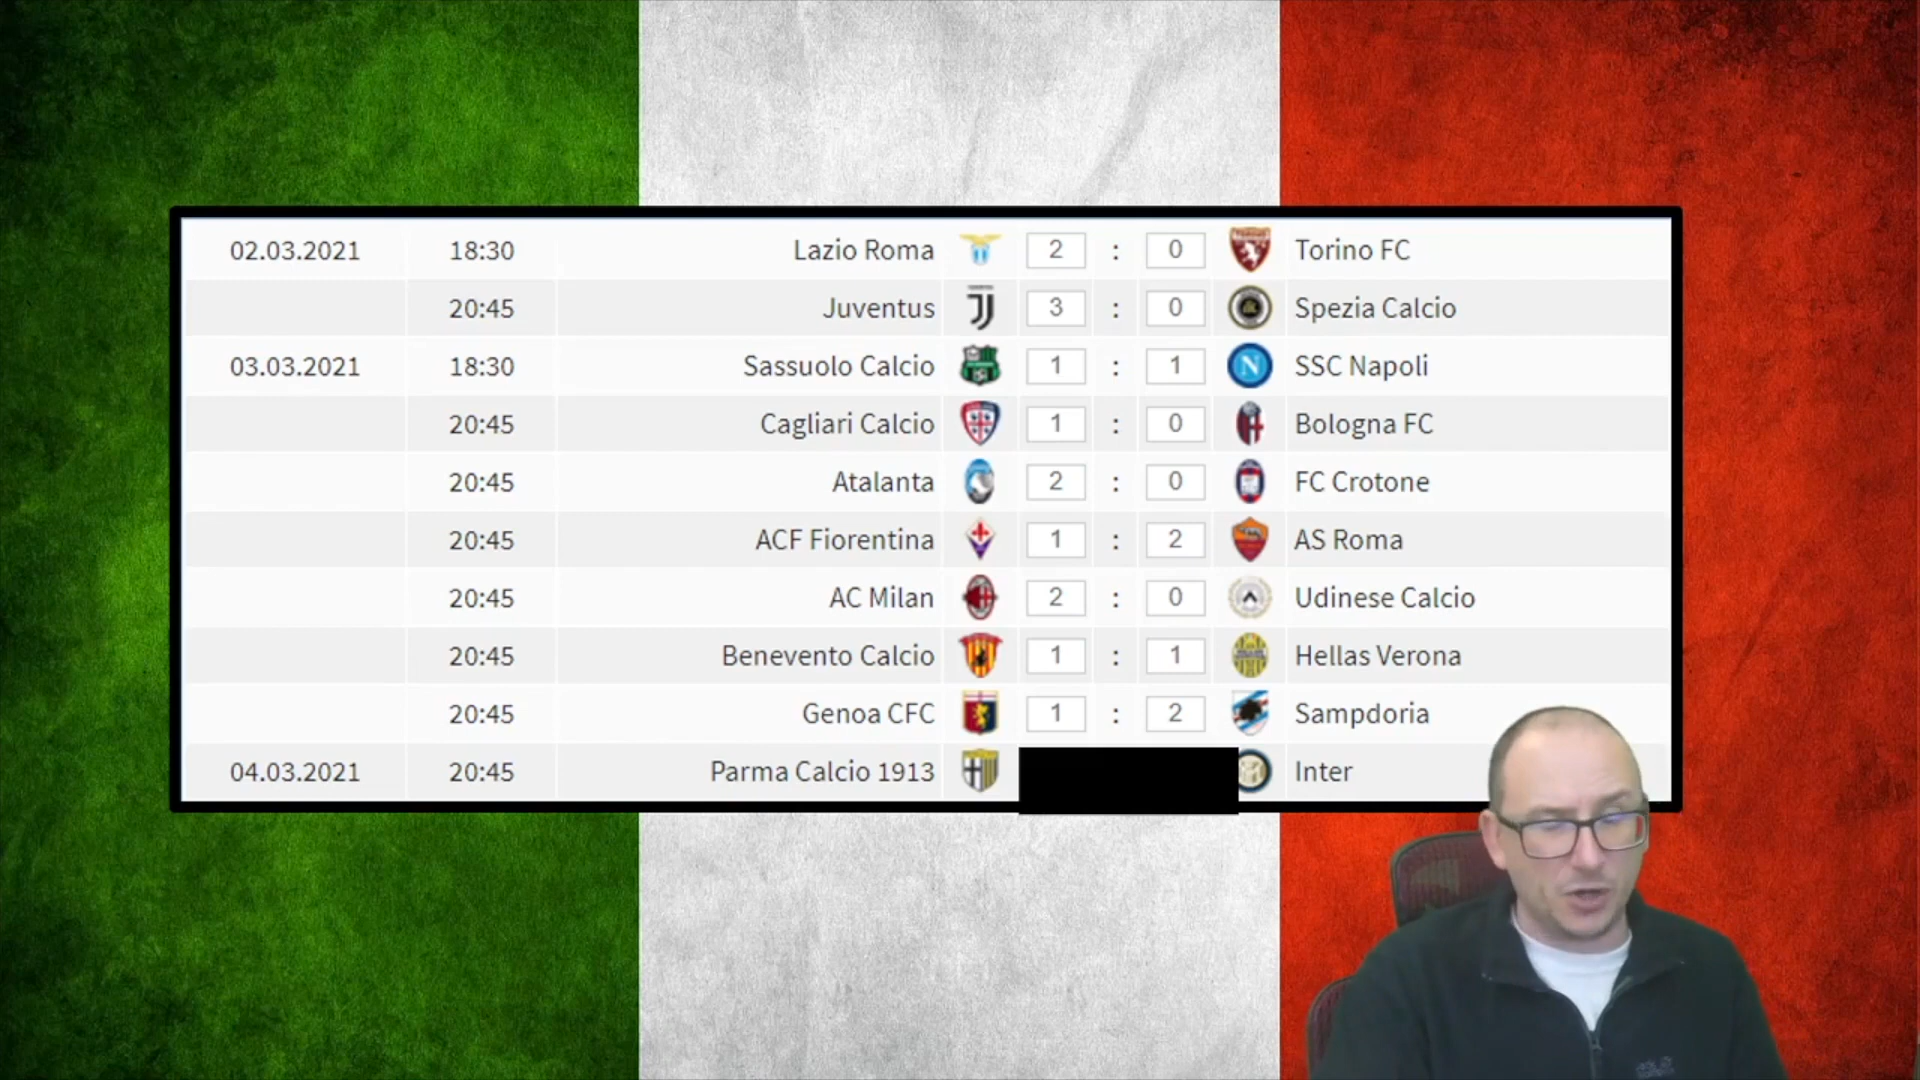 02.03.2021 18:30 Lazio Roma 2 : 0 Torino FC
20:45 Juventus 3 : 0 Spezia Calcio
03.03.2021 18:30 Sassuolo Calcio 1 : 1 SSC Napoli
20:45 Cagliari Calcio 1 : 0 Bologna FC
20:45 Atalanta 2 : 0 FC Crotone
20:45 ACF Fiorentina 1 : 2 AS Roma
20:45 AC Milan 2 : 0 Udinese Calcio
20:45 Benevento Calcio 1 : 1 Hellas Verona
20:45 Genoa CFC 1 : 2 Sampdoria
04.03.2021 20:45 Parma Calcio 1913 Inter